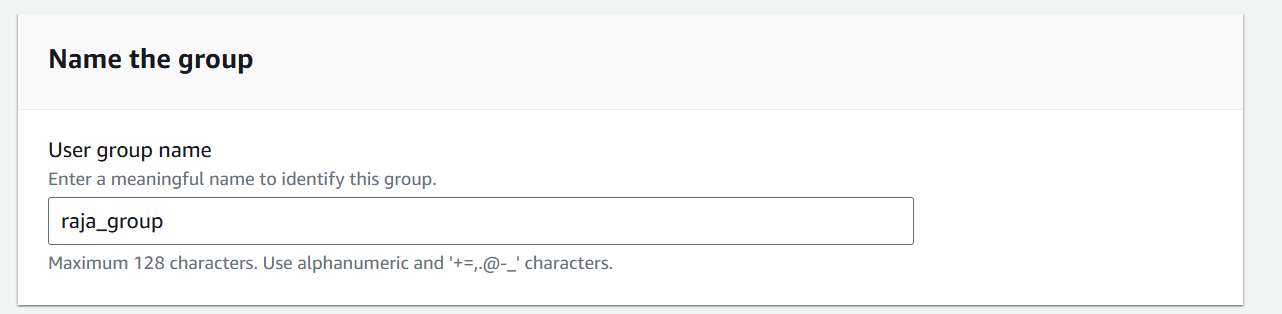 Name the group
User group name
Enter a meaningful name to identify this group.
raja_group
Maximum 128 characters. Use alphanumeric and '+=,.@-_' characters.